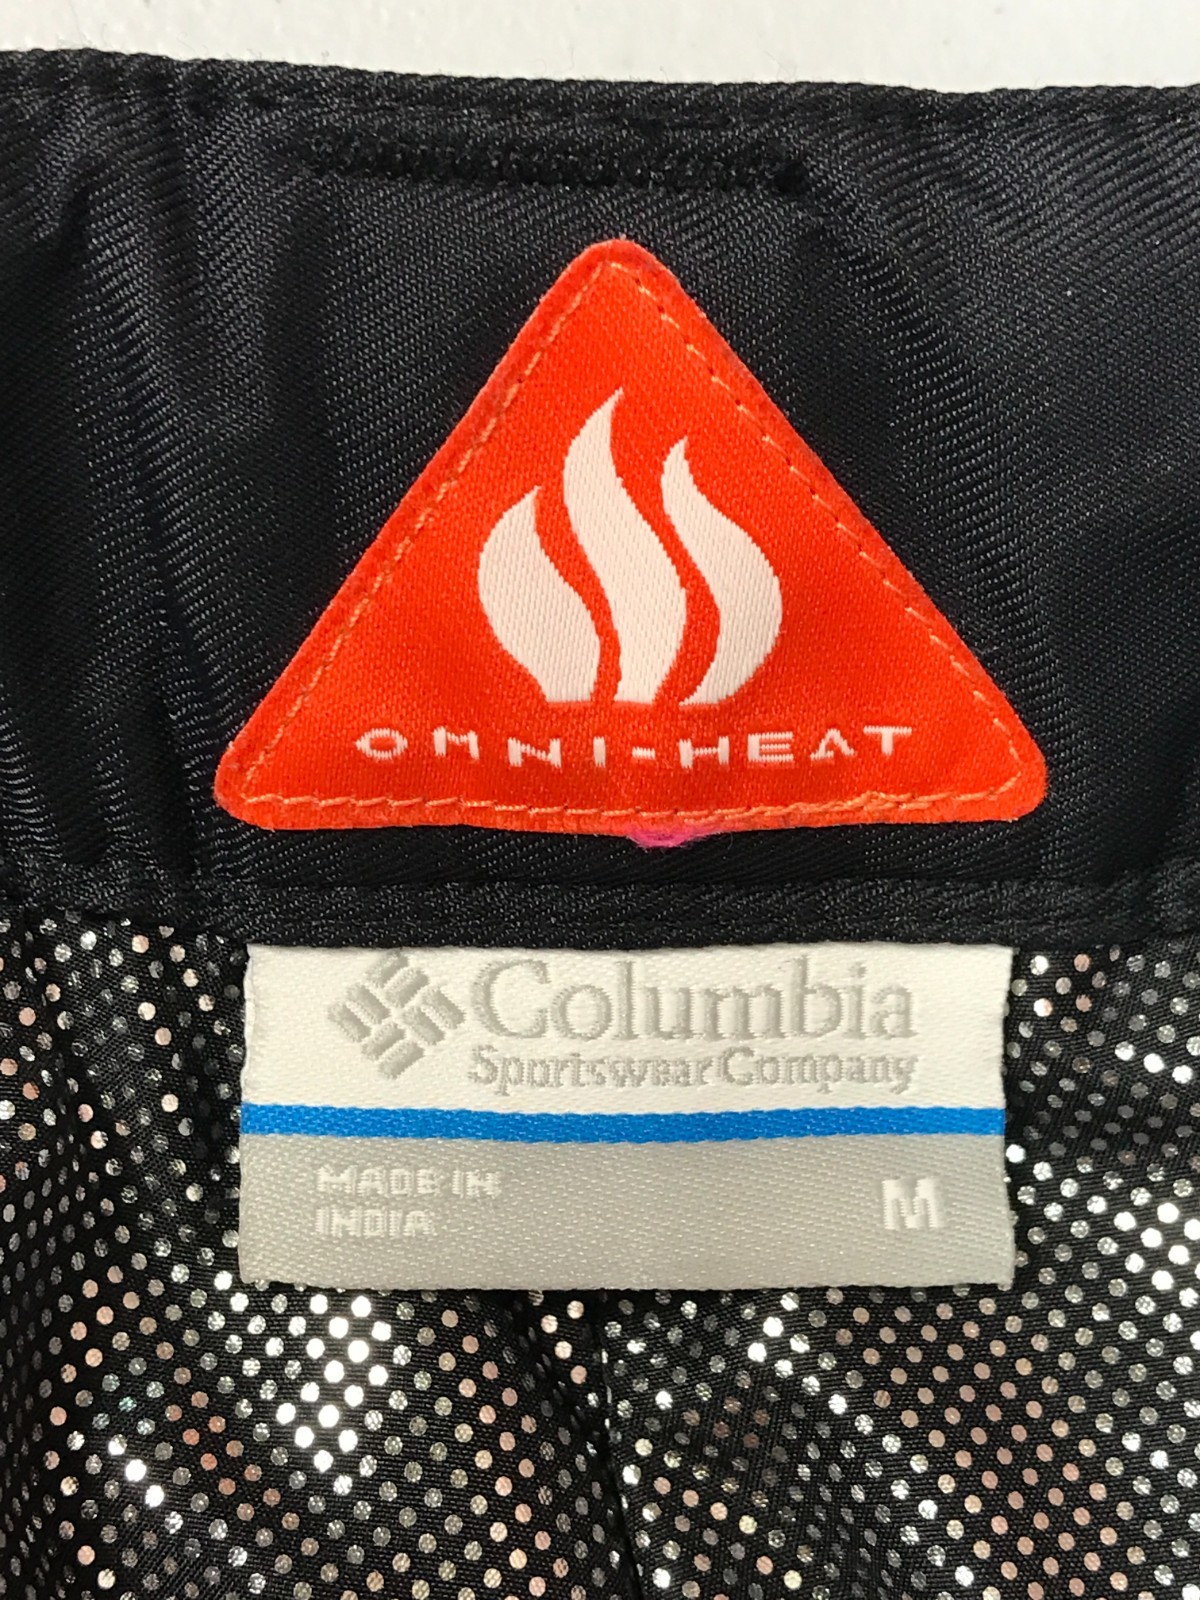 OMNI-HEAT
Columbia
Sportswear Company
MADE IN
INDIA
M